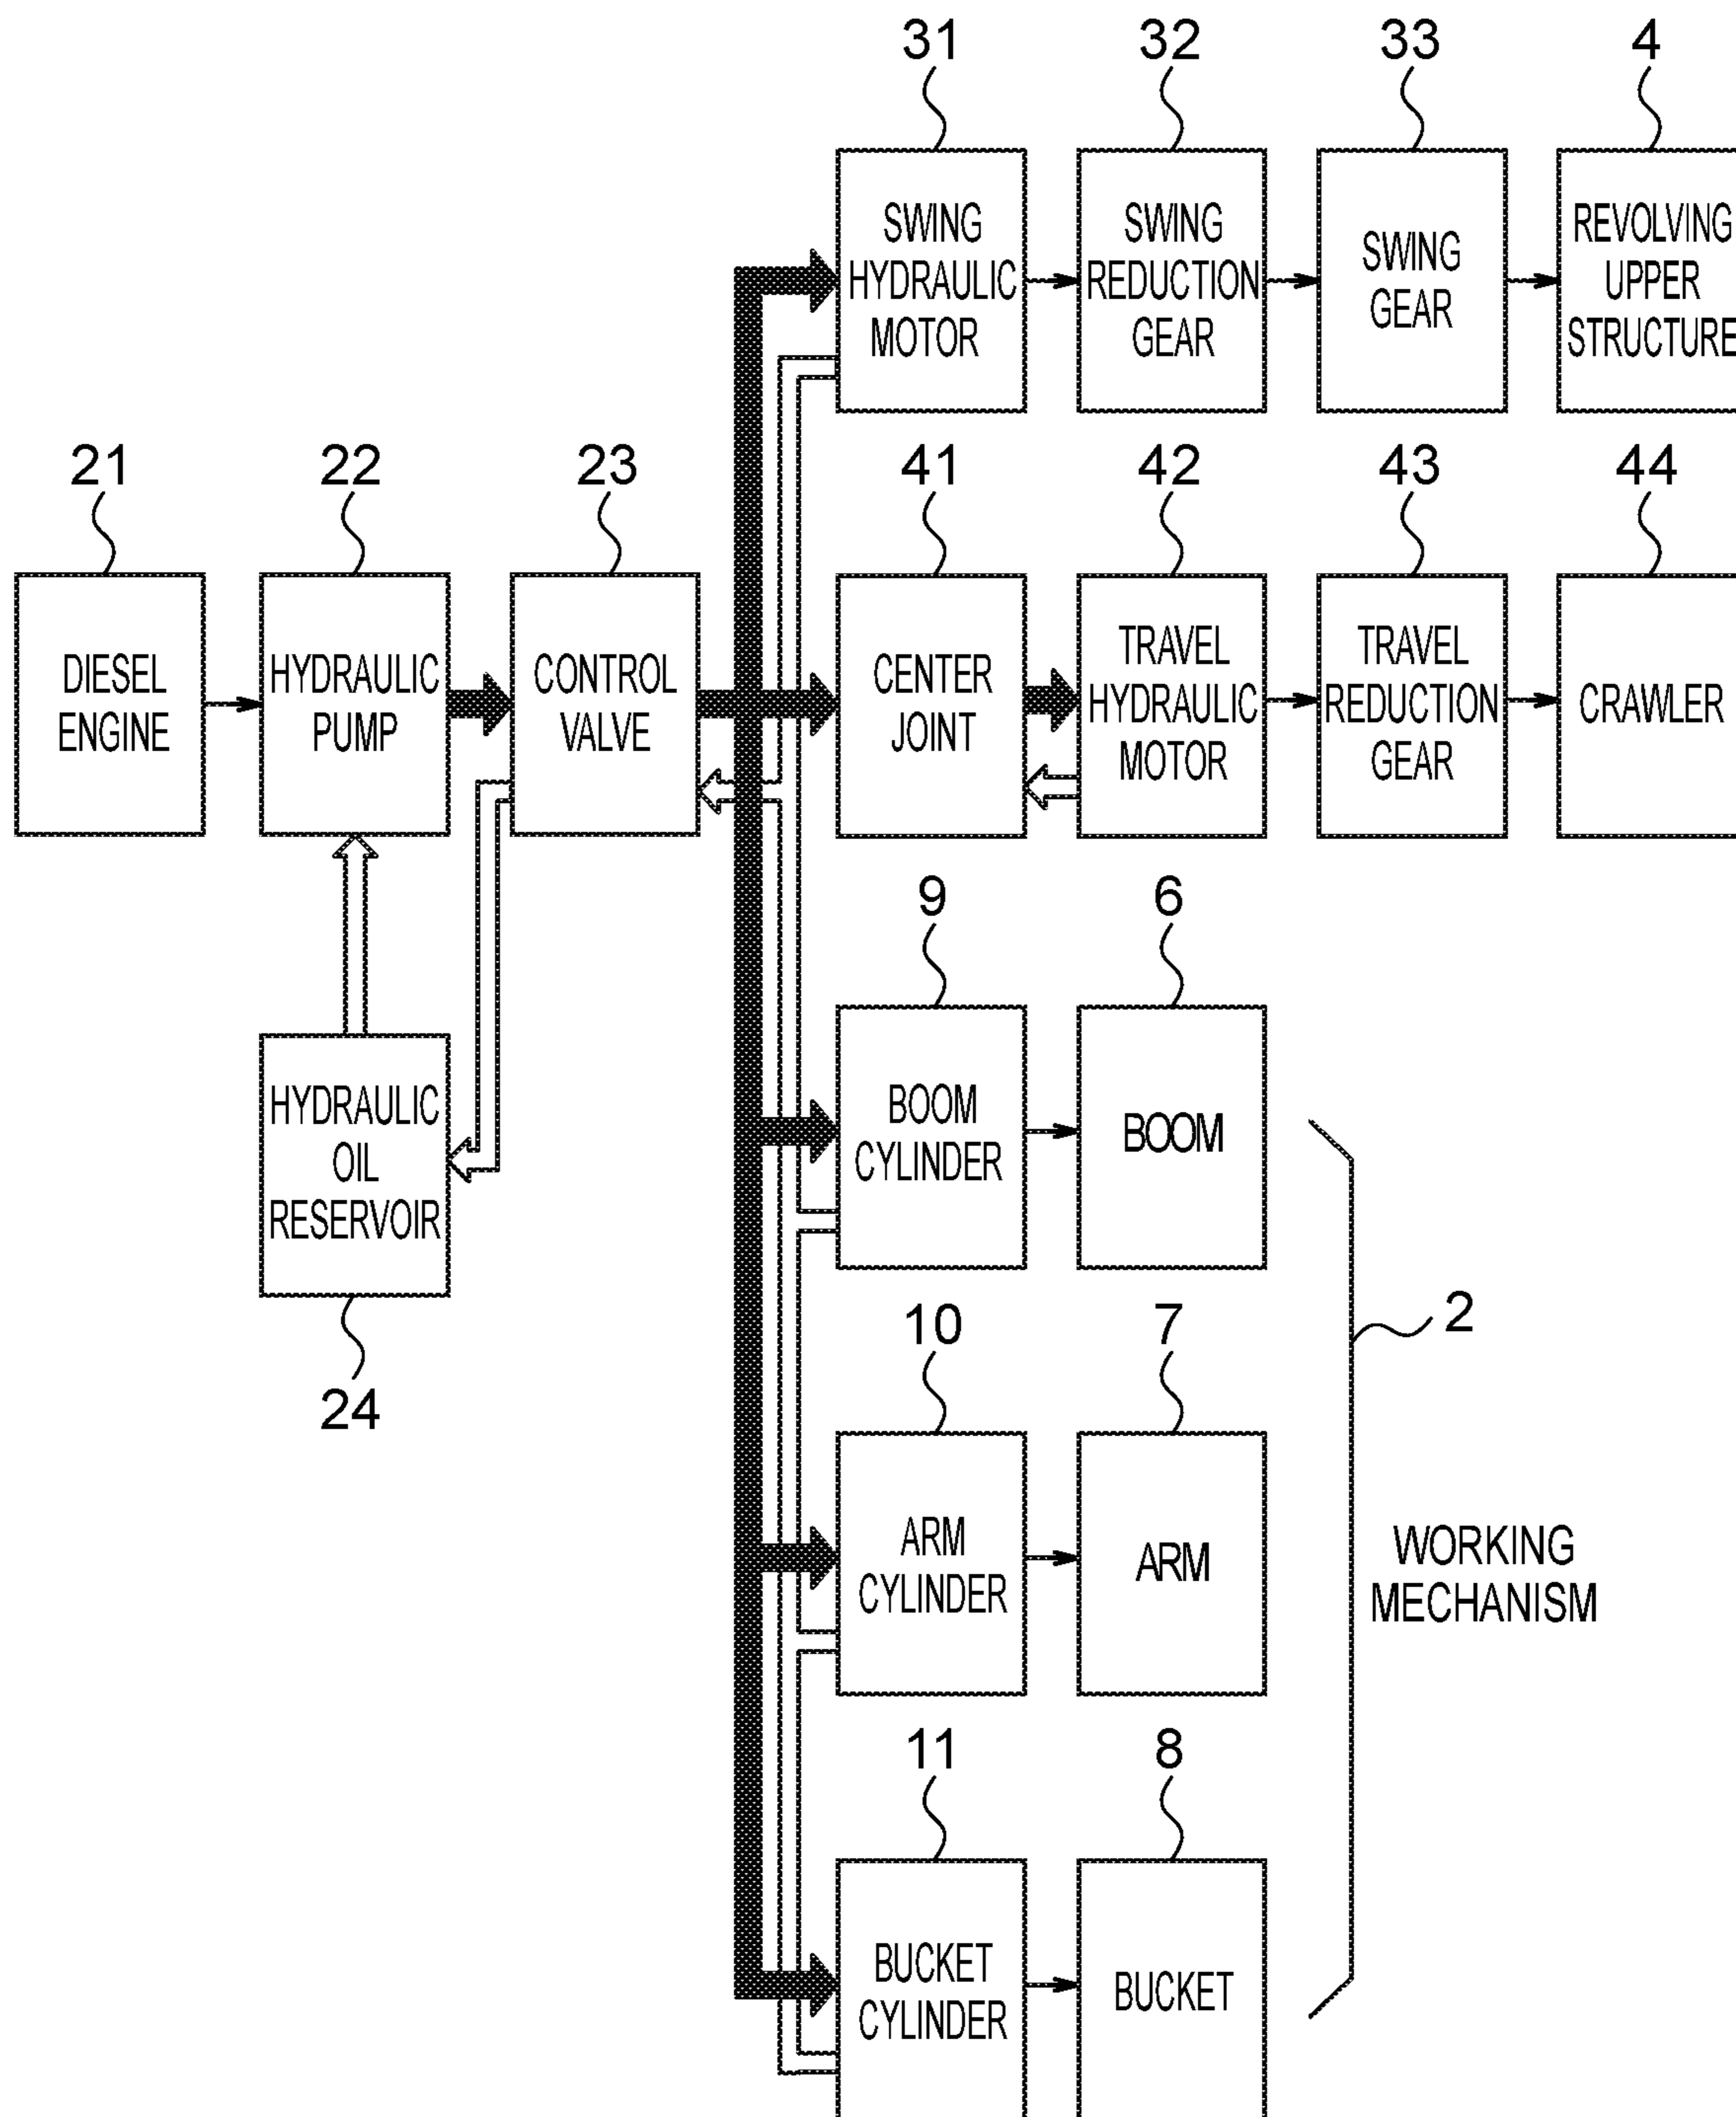 31
32
33
4
SWING
HYDRAULIC
MOTOR
SWING
REDUCTION
GEAR
SWING
GEAR
REVOLVING
UPPER
STRUCTURE
21
22
23
41
42
43
44
DIESEL
ENGINE
HYDRAULIC
PUMP
CONTROL
VALVE
CENTER
JOINT
TRAVEL
HYDRAULIC
MOTOR
TRAVEL
REDUCTION
GEAR
CRAWLER
9
6
HYDRAULIC
OIL
RESERVOIR
24
BOOM
CYLINDER
BOOM
2
10
7
ARM
CYLINDER
ARM
WORKING
MECHANISM
11
8
BUCKET
CYLINDER
BUCKET